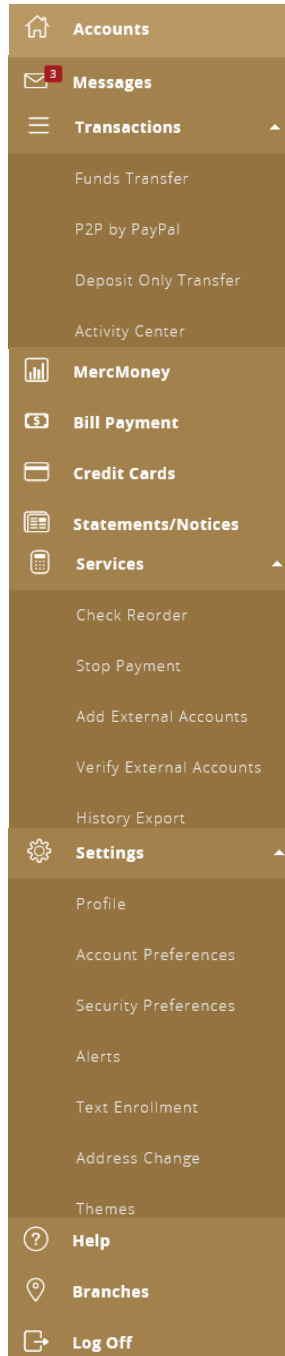 Accounts
3
Messages
Transactions
Funds Transfer
P2P by PayPal
Deposit Only Transfer
Activity Center
MercMoney
$
Bill Payment
Credit Cards
Statements/Notices
Services
Check Reorder
Stop Payment
Add External Accounts
Verify External Accounts
History Export
Settings
Profile
Account Preferences
Security Preferences
Alerts
Text Enrollment
Address Change
Themes
?
Help
Branches
Log Off